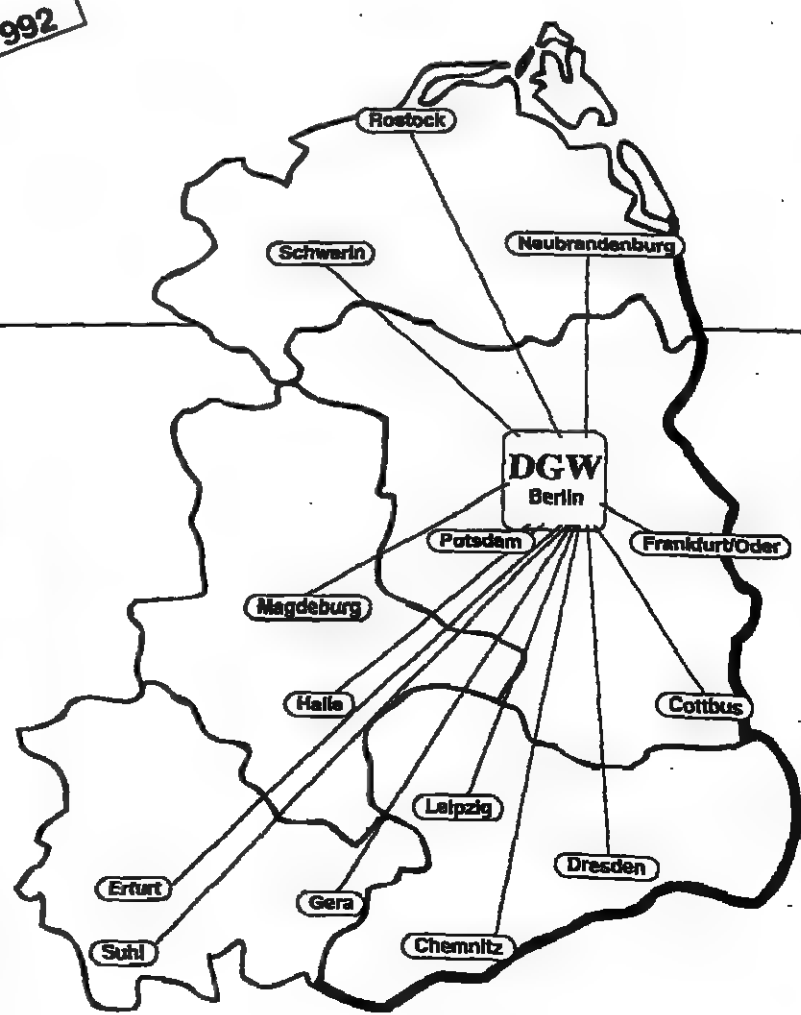 992
Rostock
Schwerin
Neubrandenburg
DGW
Berlin
Potsdam
Frankfurt/Oder
Magdeburg
Halle
Cottbus
Leipzig
Dresden
Erfurt
Gera
Suhl
Chemnitz